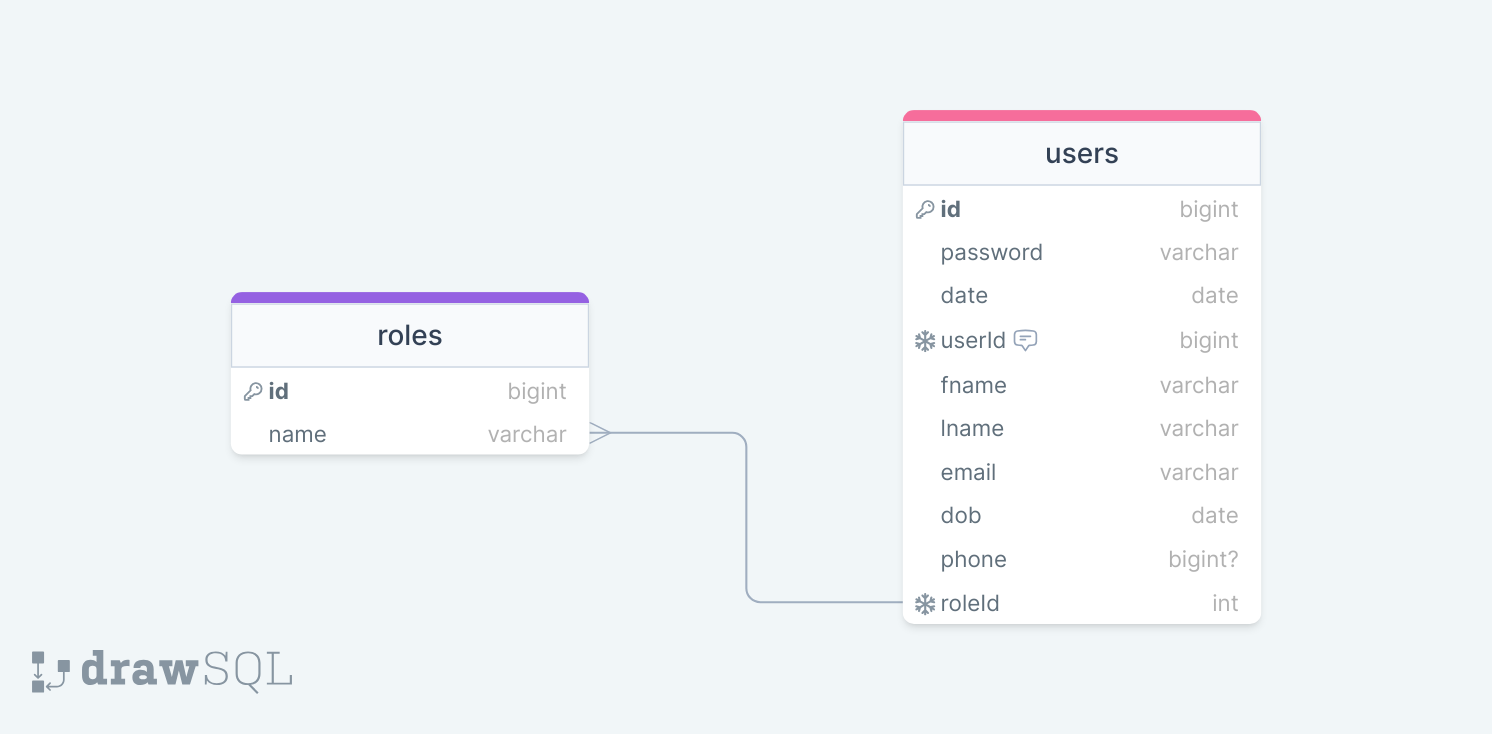 users
id bigint
password varchar
date date
userId bigint
fname varchar
lname varchar
email varchar
dob date
phone bigint?
roleId int
roles
id bigint
name varchar
drawSQL